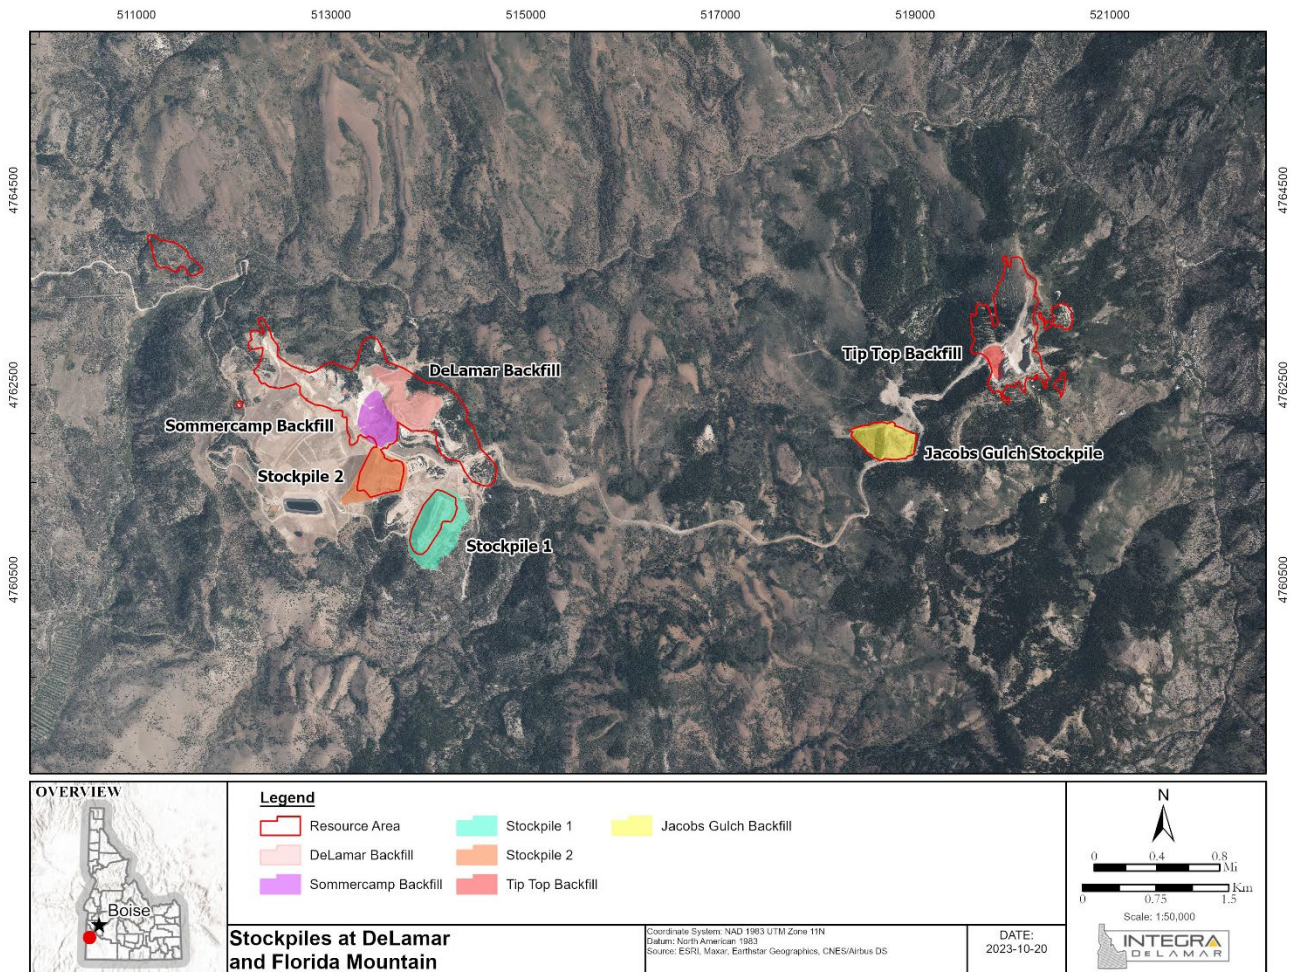 511000 513000 515000 517000 519000 521000
4764500 4764500
4762500 4762500
4760500 4760500
Tip Top Backfill
DeLamar Backfill
Sommercamp Backfill
Jacobs Gulch Stockpile
Stockpile 2
Stockpile 1
OVERVIEW
Boise
Legend
Resource Area
DeLamar Backfill
Sommercamp Backfill
Stockpile 1
Stockpile 2
Tip Top Backfill
Jacobs Gulch Backfill
Stockpiles at DeLamar
and Florida Mountain
Coordinate System: NAD 1983 UTM Zone 11N
Datum: North American 1983
Source: ESRI, Maxar, Earthstar Geographics, CNES/Airbus DS
DATE:
2023-10-20
N
0 0.4 0.8
Mi
Km
0 0.75 1.5
Scale: 1:50,000
INTEGRA
DELAMAR